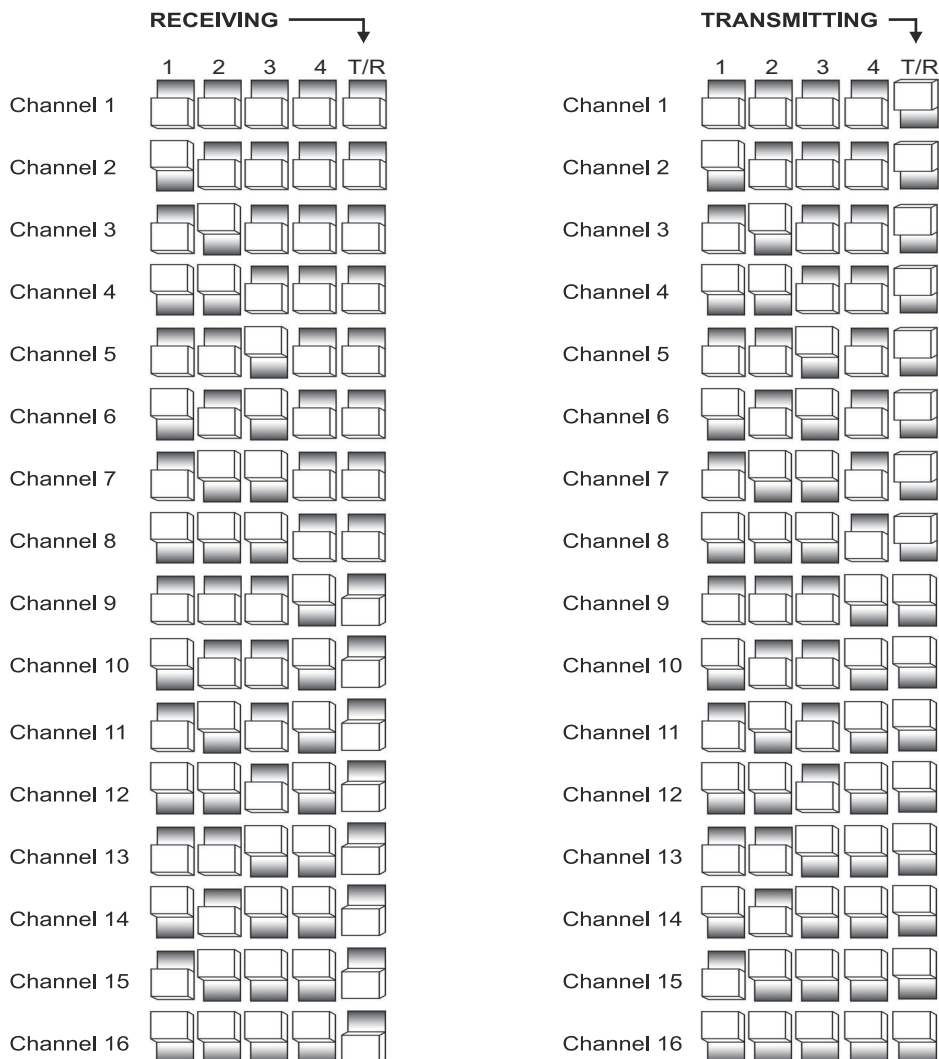 RECEIVING
1 2 3 4 T/R
Channel 1
Channel 2
Channel 3
Channel 4
Channel 5
Channel 6
Channel 7
Channel 8
Channel 9
Channel 10
Channel 11
Channel 12
Channel 13
Channel 14
Channel 15
Channel 16
TRANSMITTING
1 2 3 4 T/R
Channel 1
Channel 2
Channel 3
Channel 4
Channel 5
Channel 6
Channel 7
Channel 8
Channel 9
Channel 10
Channel 11
Channel 12
Channel 13
Channel 14
Channel 15
Channel 16